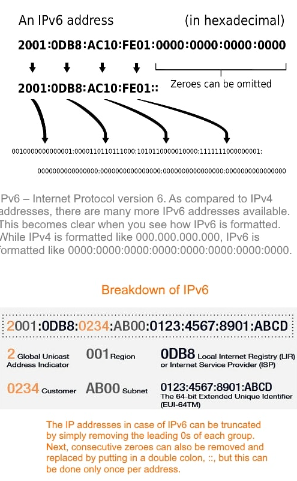 An IPv6 address (in hexadecimal)
2001:0DB8:AC10:FE01:0000:0000:0000:0000
Zeroes can be omitted
2001:0DB8:AC10:FE01::
0010000000000001:0000110110111000:1010110000010000:1111111000000001:
0000000000000000:0000000000000000:0000000000000000:0000000000000000
IPv6 – Internet Protocol version 6. As compared to IPv4
addresses, there are many more IPv6 addresses available.
This becomes clear when you see how IPv6 is formatted.
While IPv4 is formatted like 000.000.000.000, IPv6 is
formatted like 0000:0000:0000:0000:0000:0000:0000:0000
Breakdown of IPv6
2001:0DB8:0234:AB00:0123:4567:8901:ABCD
2 Global Unicast Address Indicator
001 Region
0DB8 Local Internet Registry (LIR)
or Internet Service Provider (ISP)
0234 Customer
AB00 Subnet
0123:4567:8901:ABCD
The 64-bit Extended Unique Identifier
(EUI-64TM)
The IP addresses in case of IPv6 can be truncated
by simply removing the leading 0s of each group.
Next, consecutive zeroes can also be removed and
replaced by putting in a double colon, ::, but this can
be done only once per address.